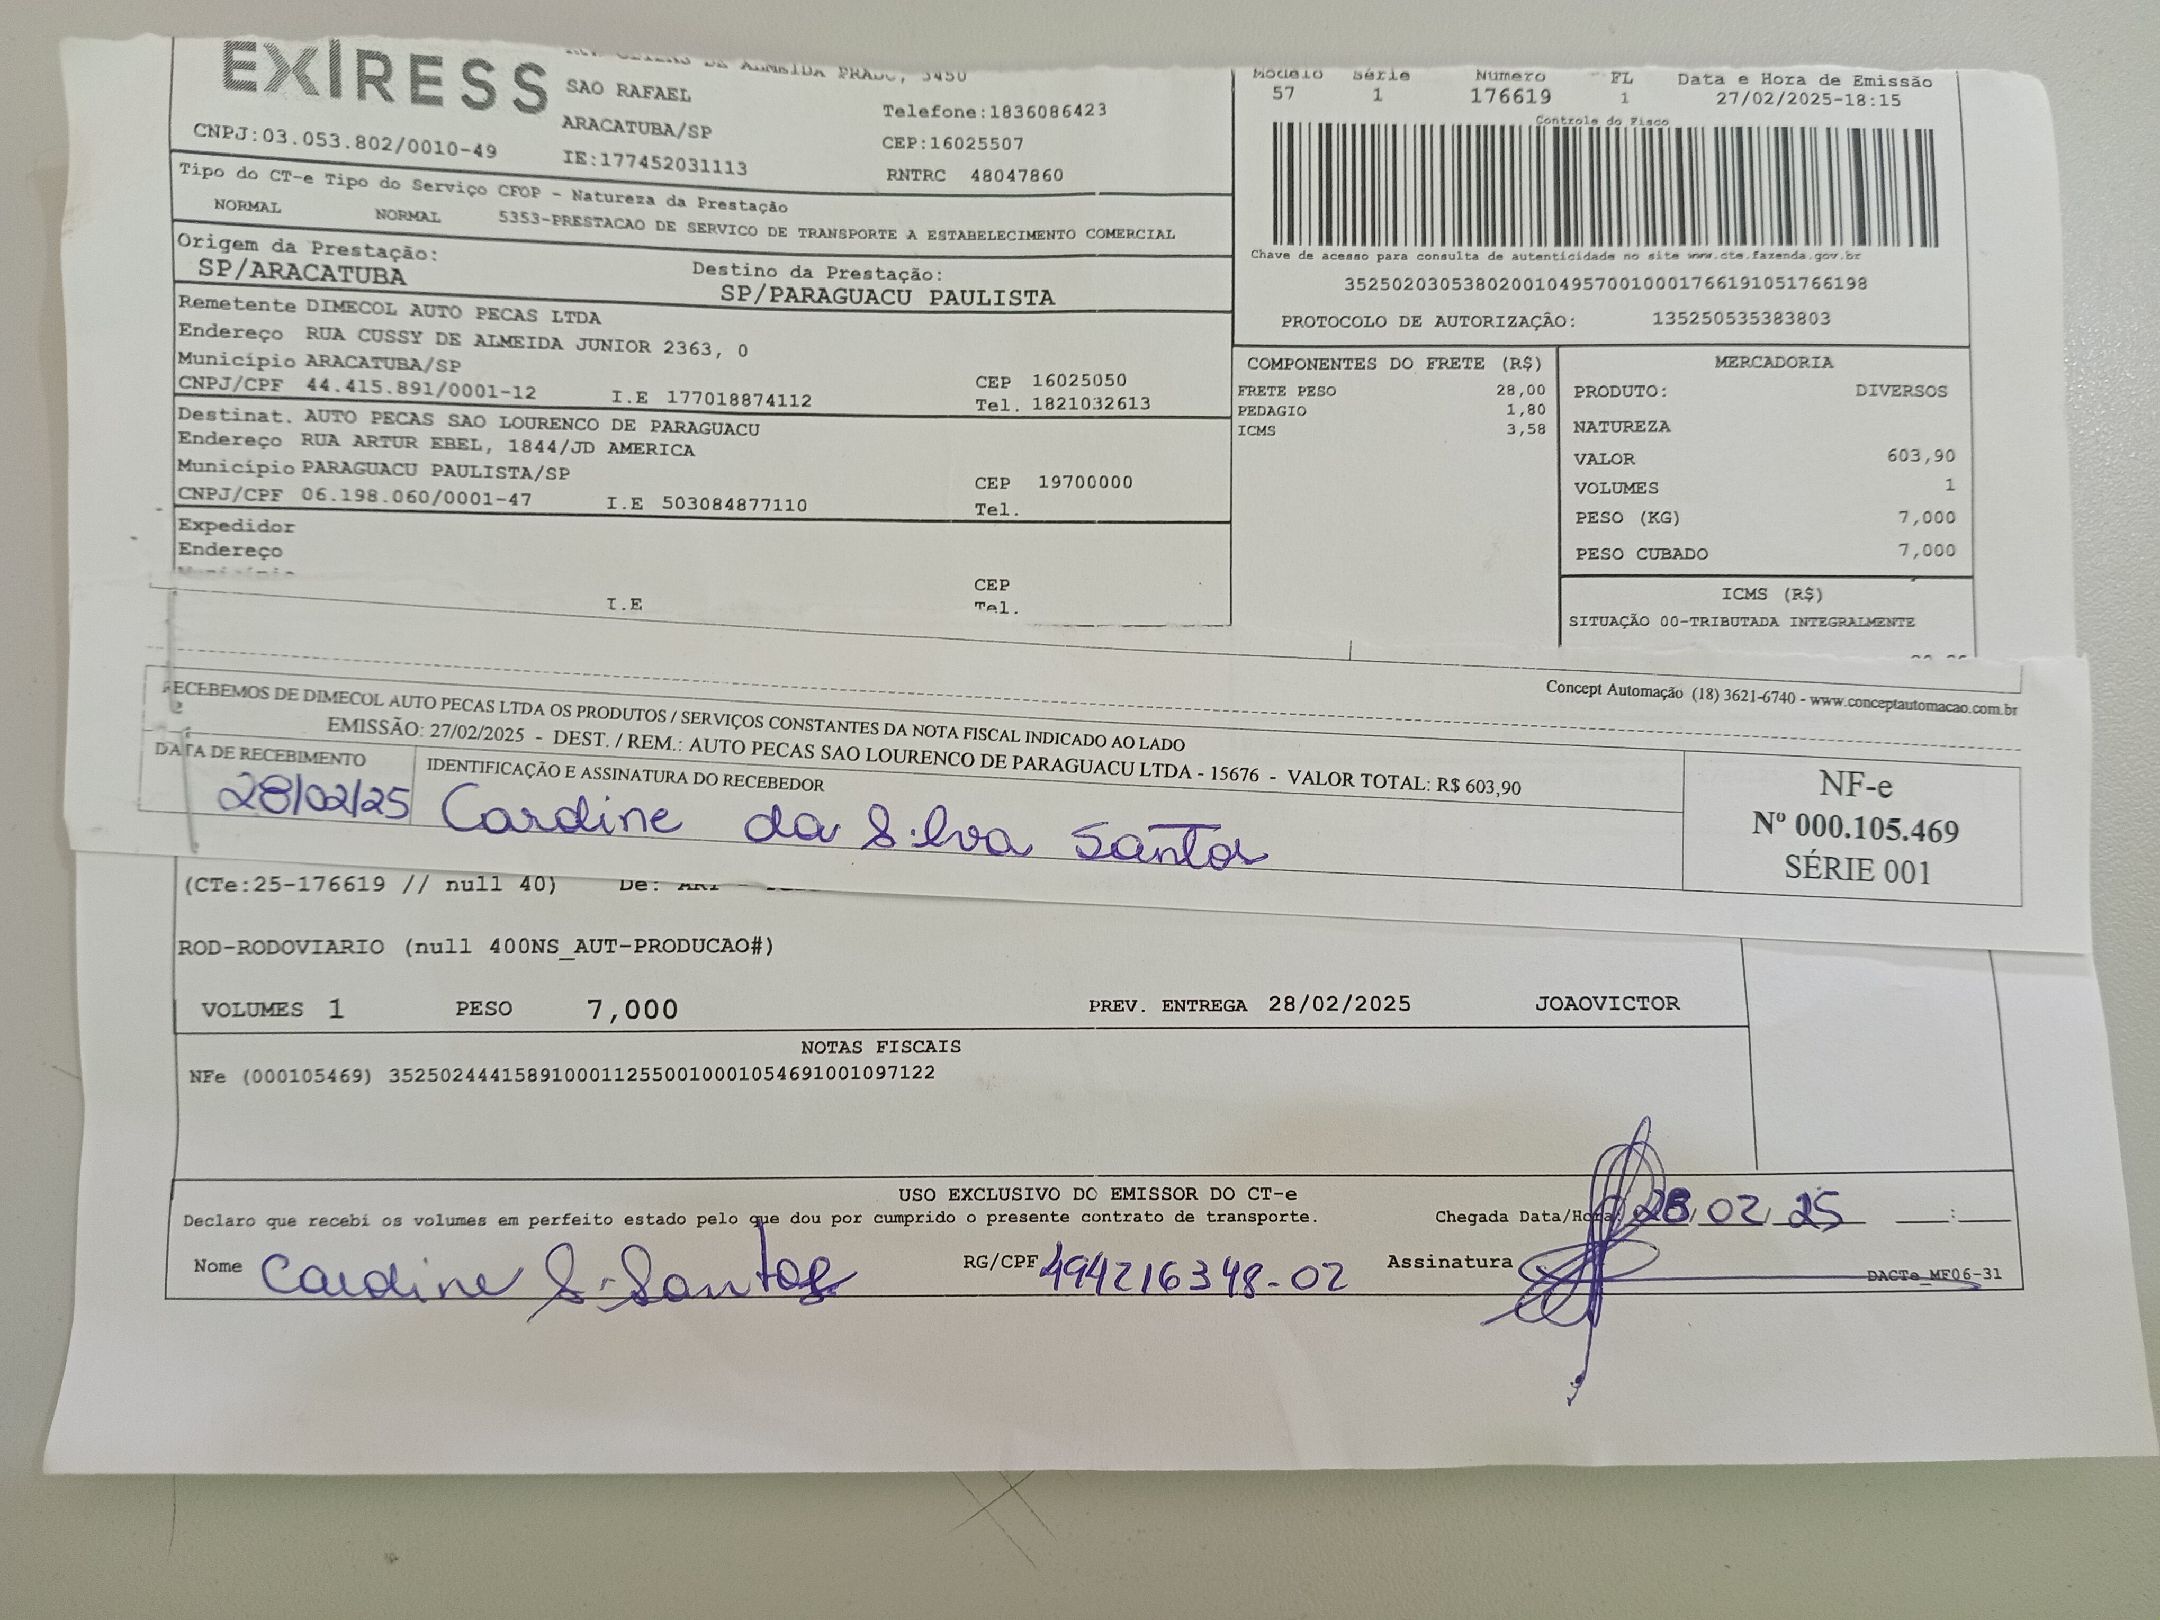 EXPRESS
ALMEIDA PRADO, 3450
SAO RAFAEL
Telefone:1836086423
ARACATUBA/SP
CEP:16025507
CNPJ:03.053.802/0010-49
IE:177452031113
RNTRC 48047860
Modelo Série Numero FL Data e Hora de Emissão
57 1 176619 1 27/02/2025-18:15
Controle do Fisco
Chave de acesso para consulta de autenticidade no site www.cte.fazenda.gov.br
35250203053802001049570010001766191051766198
PROTOCOLO DE AUTORIZAÇÃO: 135250535383803
Tipo do CT-e Tipo do Serviço CFOP - Natureza da Prestação
NORMAL NORMAL 5353-PRESTACAO DE SERVICO DE TRANSPORTE A ESTABELECIMENTO COMERCIAL
Origem da Prestação: Destino da Prestação:
SP/ARACATUBA SP/PARAGUACU PAULISTA
Remetente DIMECOL AUTO PECAS LTDA
Endereço RUA CUSSY DE ALMEIDA JUNIOR 2363, 0
Município ARACATUBA/SP CEP 16025050
CNPJ/CPF 44.415.891/0001-12 I.E 177018874112 Tel. 1821032613
Destinat. AUTO PECAS SAO LOURENCO DE PARAGUACU
Endereço RUA ARTUR EBEL, 1844/JD AMERICA
Município PARAGUACU PAULISTA/SP CEP 19700000
CNPJ/CPF 06.198.060/0001-47 I.E 503084877110 Tel.
Expedidor
Endereço
Município CEP
I.E Tel.
COMPONENTES DO FRETE (R$)
FRETE PESO 28,00
PEDAGIO 1,80
ICMS 3,58
MERCADORIA
PRODUTO: DIVERSOS
NATUREZA
VALOR 603,90
VOLUMES 1
PESO (KG) 7,000
PESO CUBADO 7,000
ICMS (R$)
SITUAÇÃO 00-TRIBUTADA INTEGRALMENTE
Concept Automação (18) 3621-6740 - www.conceptautomacao.com.br
RECEBEMOS DE DIMECOL AUTO PECAS LTDA OS PRODUTOS / SERVIÇOS CONSTANTES DA NOTA FISCAL INDICADO AO LADO
EMISSÃO: 27/02/2025 - DEST. / REM.: AUTO PECAS SAO LOURENCO DE PARAGUACU LTDA - 15676 - VALOR TOTAL: R$ 603,90
DATA DE RECEBIMENTO IDENTIFICAÇÃO E ASSINATURA DO RECEBEDOR
28/02/25 Caroline da Silva Santos
NF-e
Nº 000.105.469
SÉRIE 001
(CTe:25-176619 // null 40) De:
ROD-RODOVIARIO (null 400NS_AUT-PRODUCAO#)
VOLUMES 1 PESO 7,000 PREV. ENTREGA 28/02/2025 JOAOVICTOR
NOTAS FISCAIS
NFe (000105469) 35250244415891000112550010001054691001097122
USO EXCLUSIVO DO EMISSOR DO CT-e
Declaro que recebi os volumes em perfeito estado pelo que dou por cumprido o presente contrato de transporte. Chegada Data/Hora: 28/02/25 __:__
Nome Caroline S. Santos RG/CPF 494216348-02 Assinatura
DACTe_MF06-31